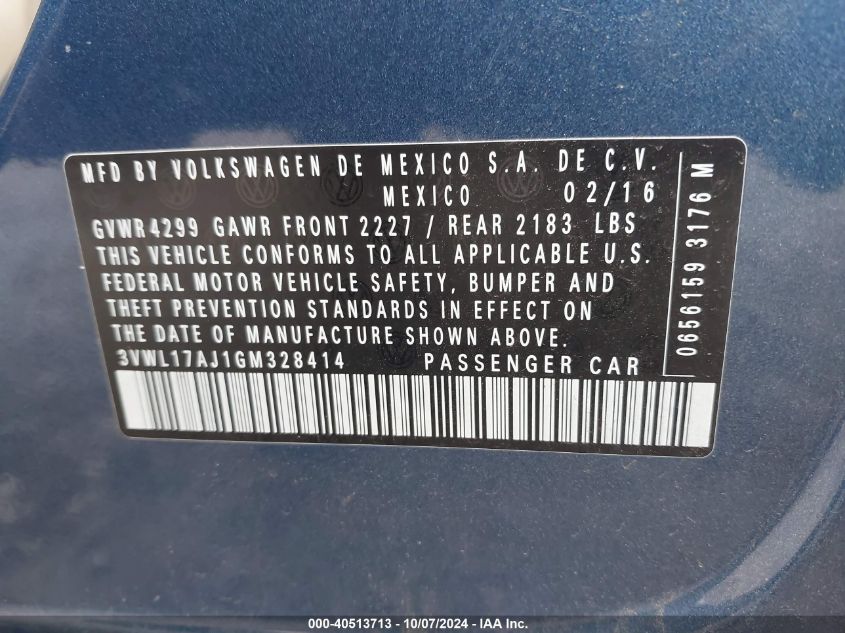 MFD BY VOLKSWAGEN DE MEXICO S.A. DE C.V.
MEXICO 02/16
GVWR 4299 GAWR FRONT 2227 / REAR 2183 LBS
THIS VEHICLE CONFORMS TO ALL APPLICABLE U.S.
FEDERAL MOTOR VEHICLE SAFETY, BUMPER AND
THEFT PREVENTION STANDARDS IN EFFECT ON
THE DATE OF MANUFACTURE SHOWN ABOVE.
3VWL17AJ1GM328414 PASSENGER CAR
0656159 3176 M
000-40513713 - 10/07/2024 - IAA Inc.